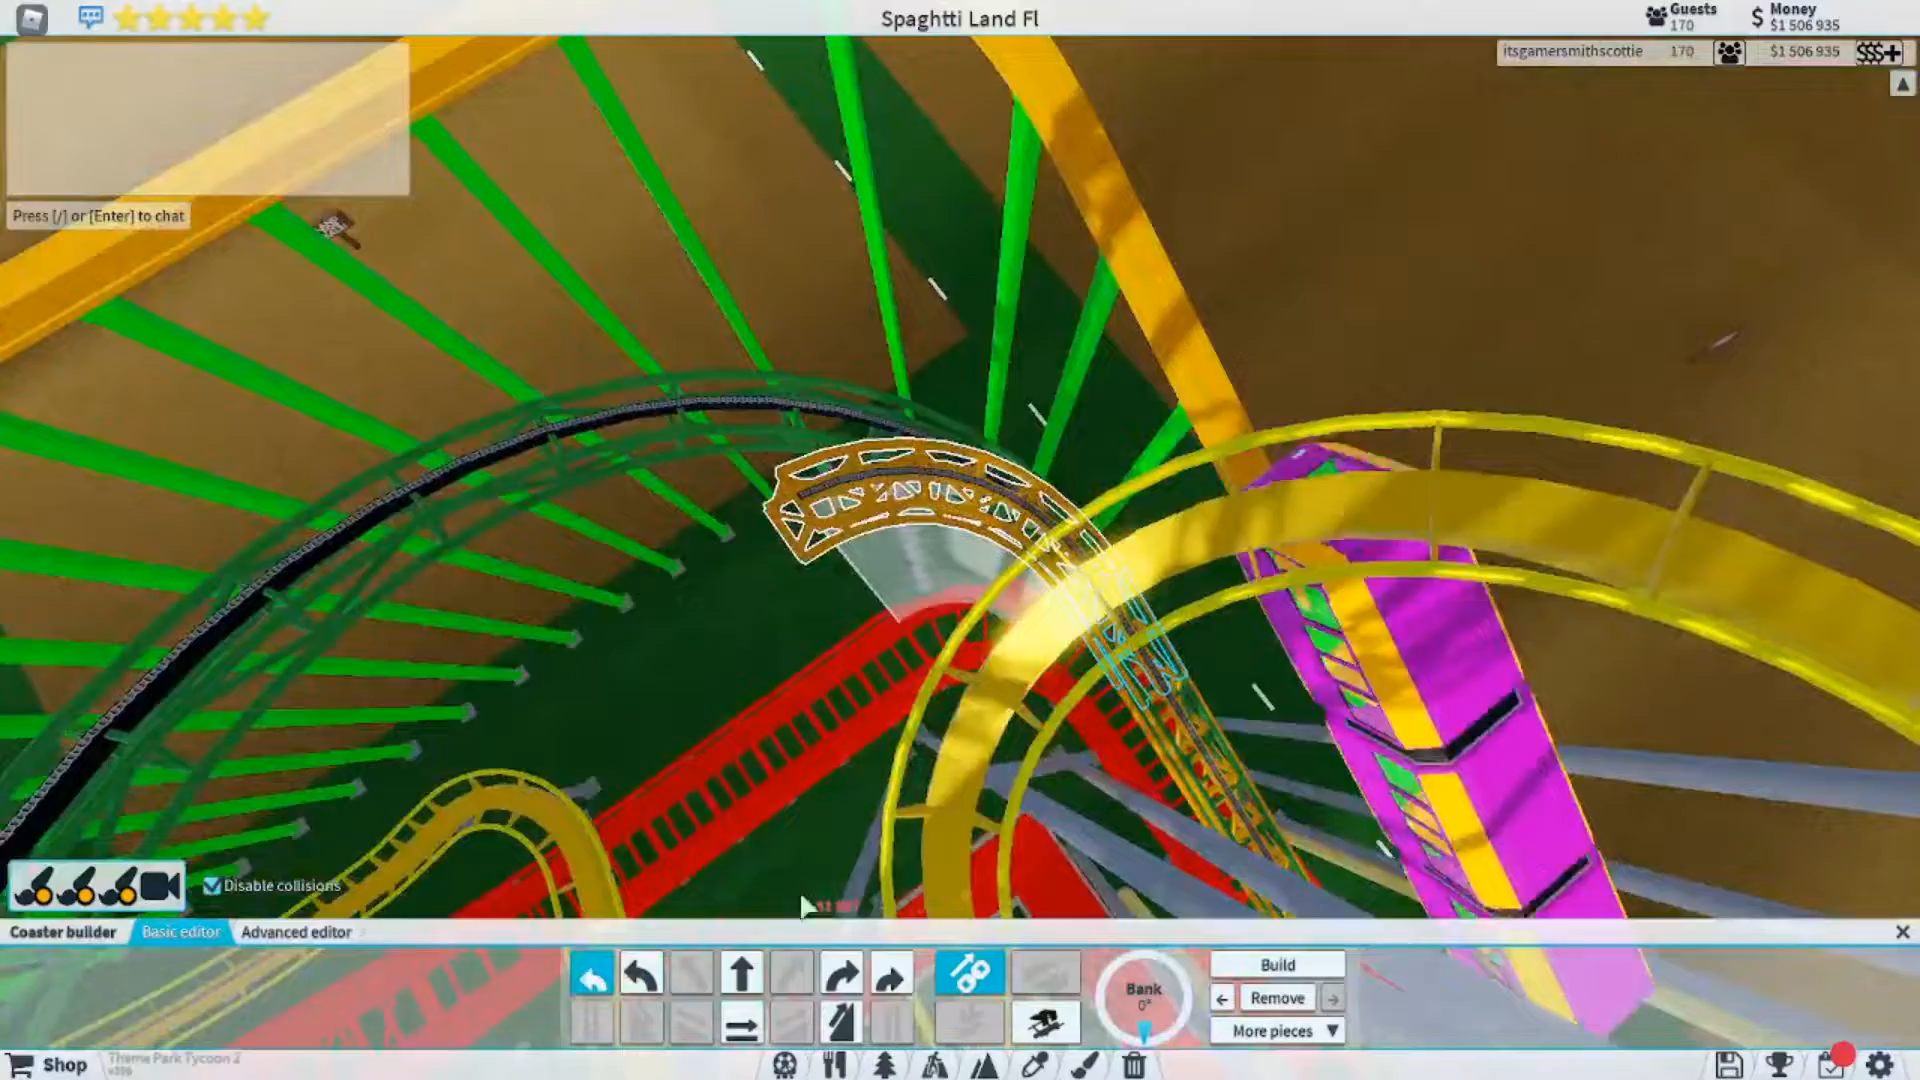 Spaghtti Land Fl
Guests
170
$ Money
$1 506 935
itsgamersmithscottie 170 $1 506 935 $$$+
Press [/] or [Enter] to chat
Disable collisions
Coaster builder Basic editor Advanced editor
Build
Bank
0°
Remove
More pieces
Shop
Theme Park Tycoon 2